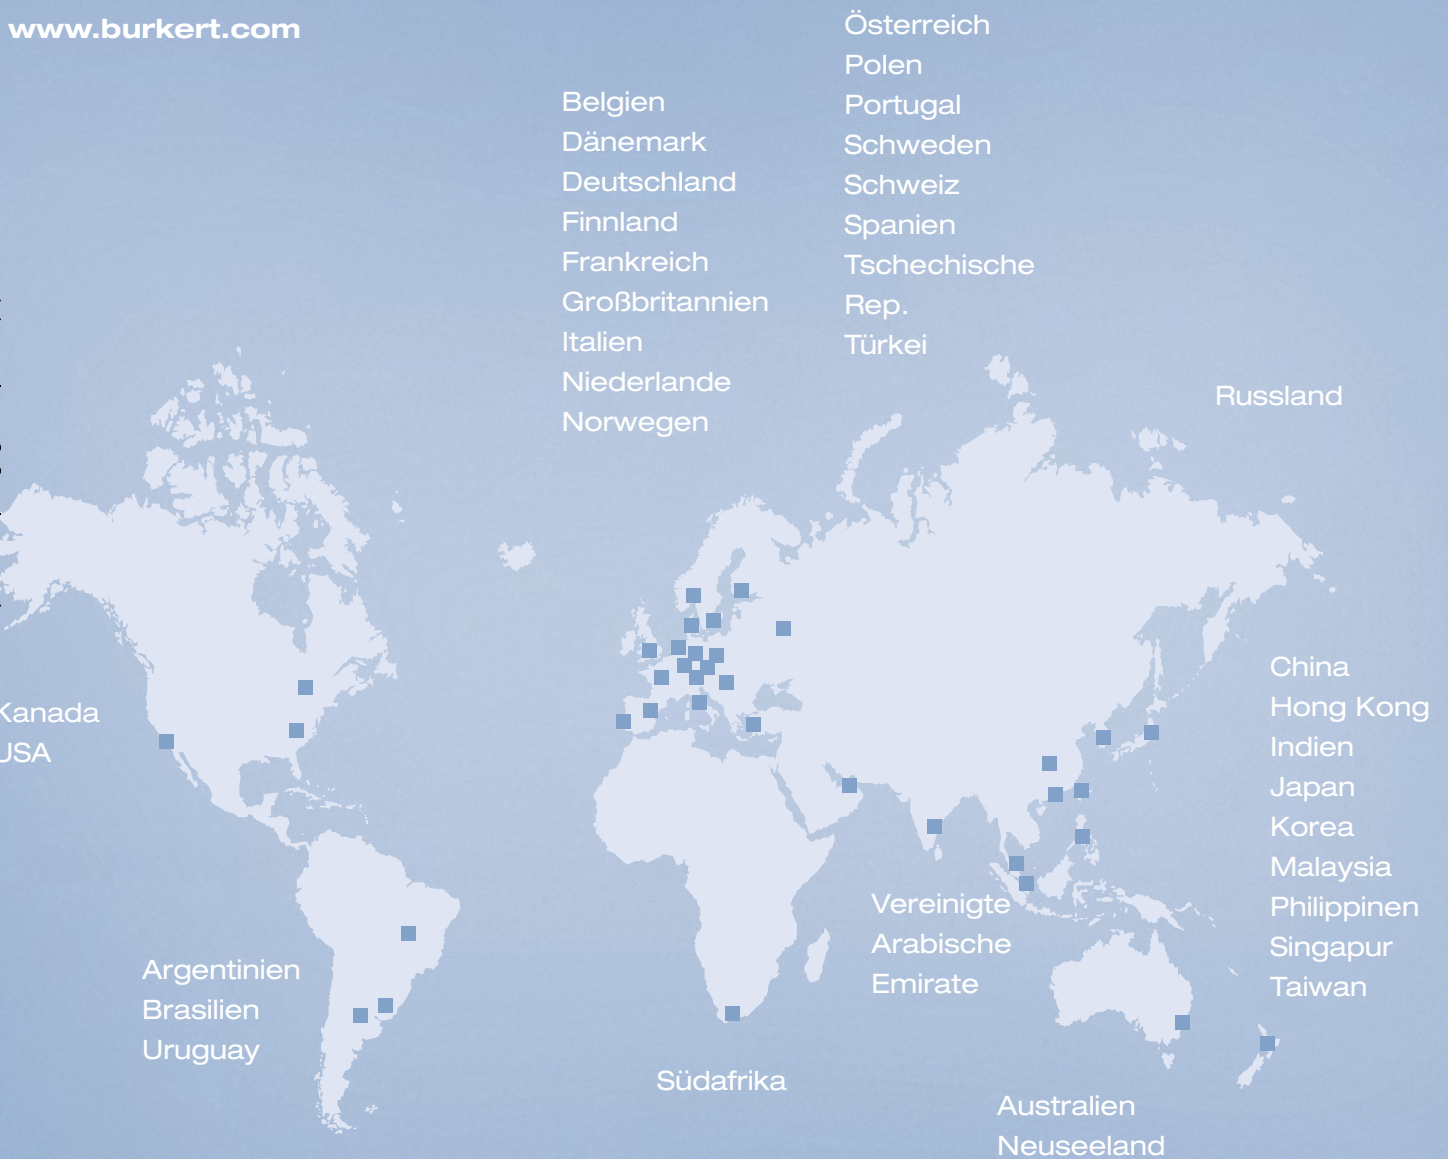 www.burkert.com
Belgien
Dänemark
Deutschland
Finnland
Frankreich
Großbritannien
Italien
Niederlande
Norwegen
Österreich
Polen
Portugal
Schweden
Schweiz
Spanien
Tschechische
Rep.
Türkei
Russland
Kanada
USA
China
Hong Kong
Indien
Japan
Korea
Malaysia
Philippinen
Singapur
Taiwan
Vereinigte
Arabische
Emirate
Argentinien
Brasilien
Uruguay
Südafrika
Australien
Neuseeland